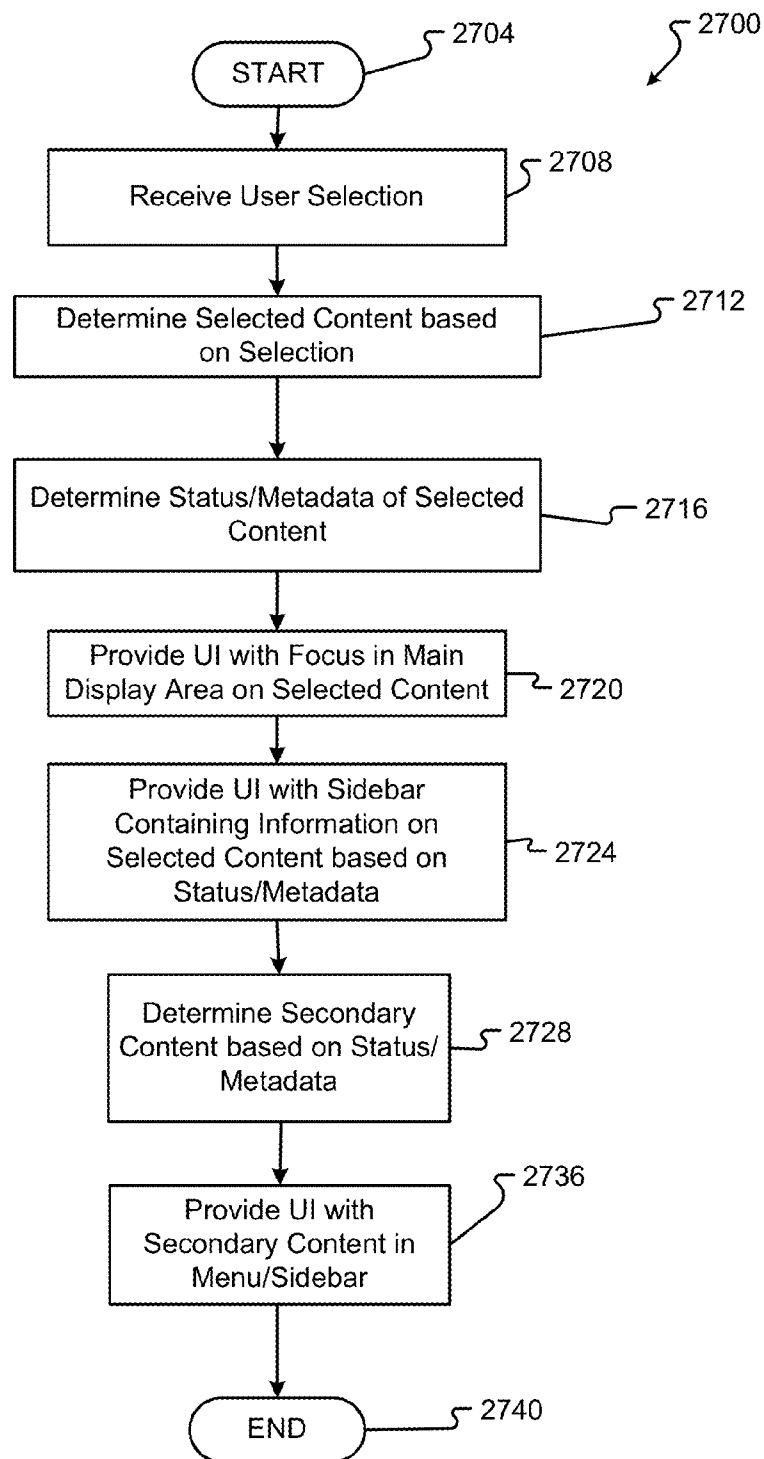 2704
2700
START
2708
Receive User Selection
2712
Determine Selected Content based
on Selection
Determine Status/Metadata of Selected
Content
2716
Provide UI with Focus in Main
Display Area on Selected Content
2720
Provide UI with Sidebar
Containing Information on
Selected Content based on
Status/Metadata
2724
Determine Secondary
Content based on Status/
Metadata
2728
2736
Provide UI with
Secondary Content in
Menu/Sidebar
END
2740